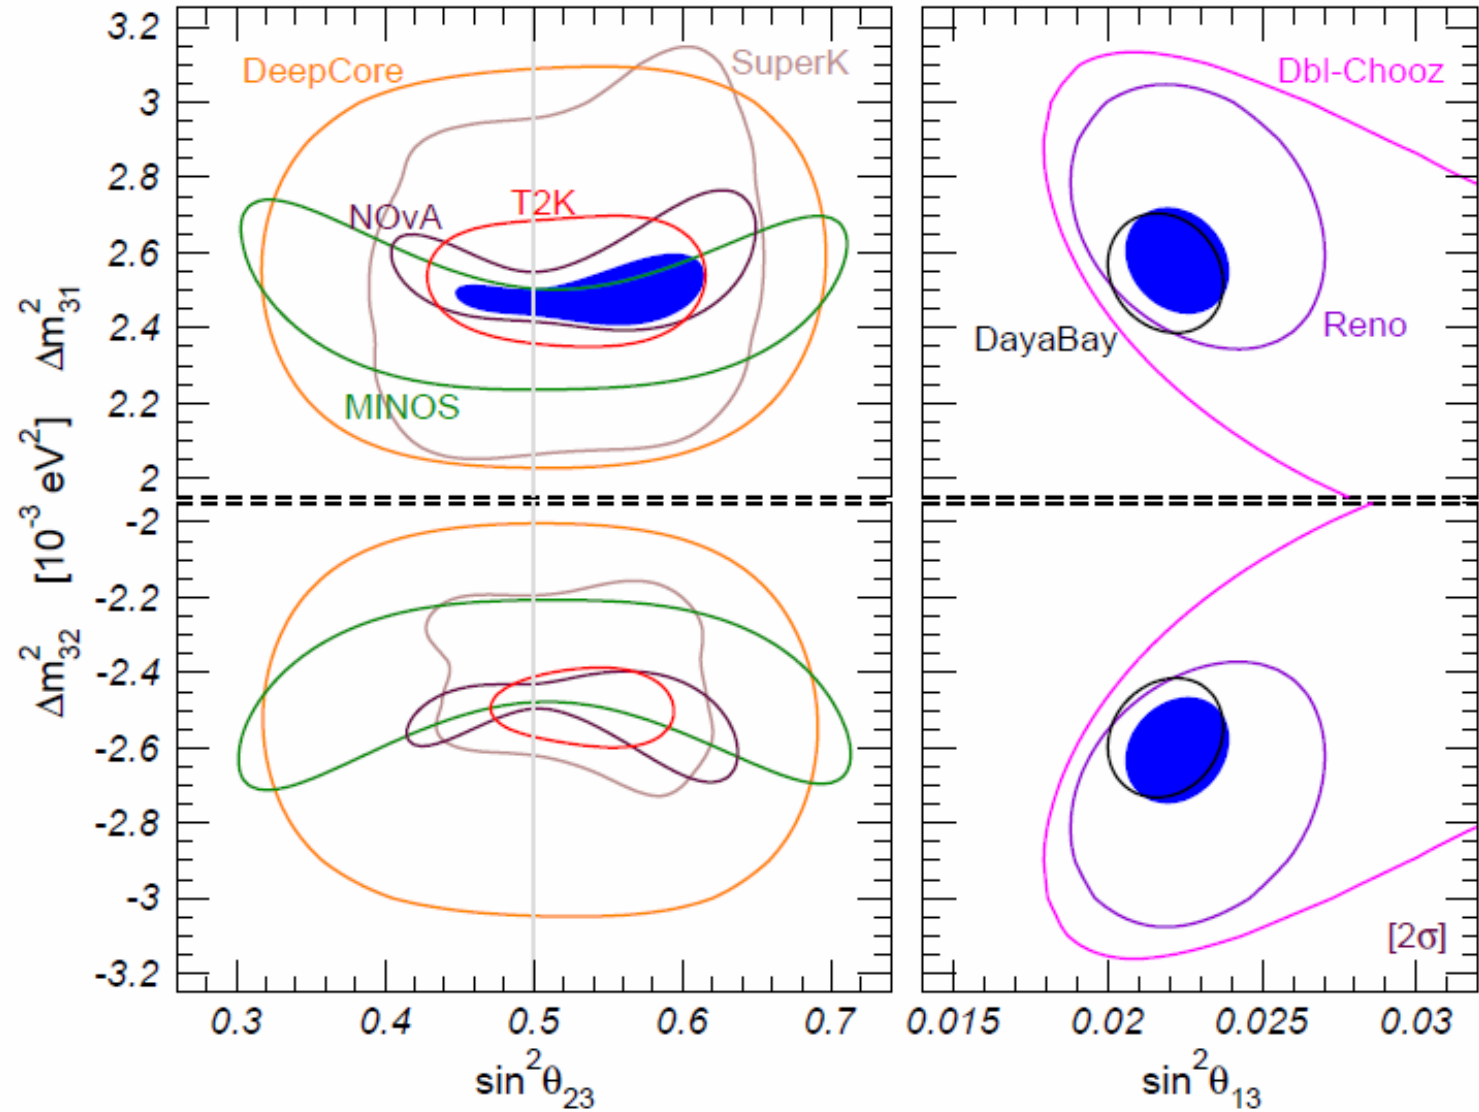 DeepCore
SuperK
NOvA
T2K
MINOS
Dbl-Chooz
DayaBay
Reno
[2σ]
3.2
3
2.8
2.6
2.4
2.2
2
-2
-2.2
-2.4
-2.6
-2.8
-3
-3.2
Δm²₃₂ [10⁻³ eV²] Δm²₃₁
0.3 0.4 0.5 0.6 0.7
0.015 0.02 0.025 0.03
sin²θ₂₃
sin²θ₁₃